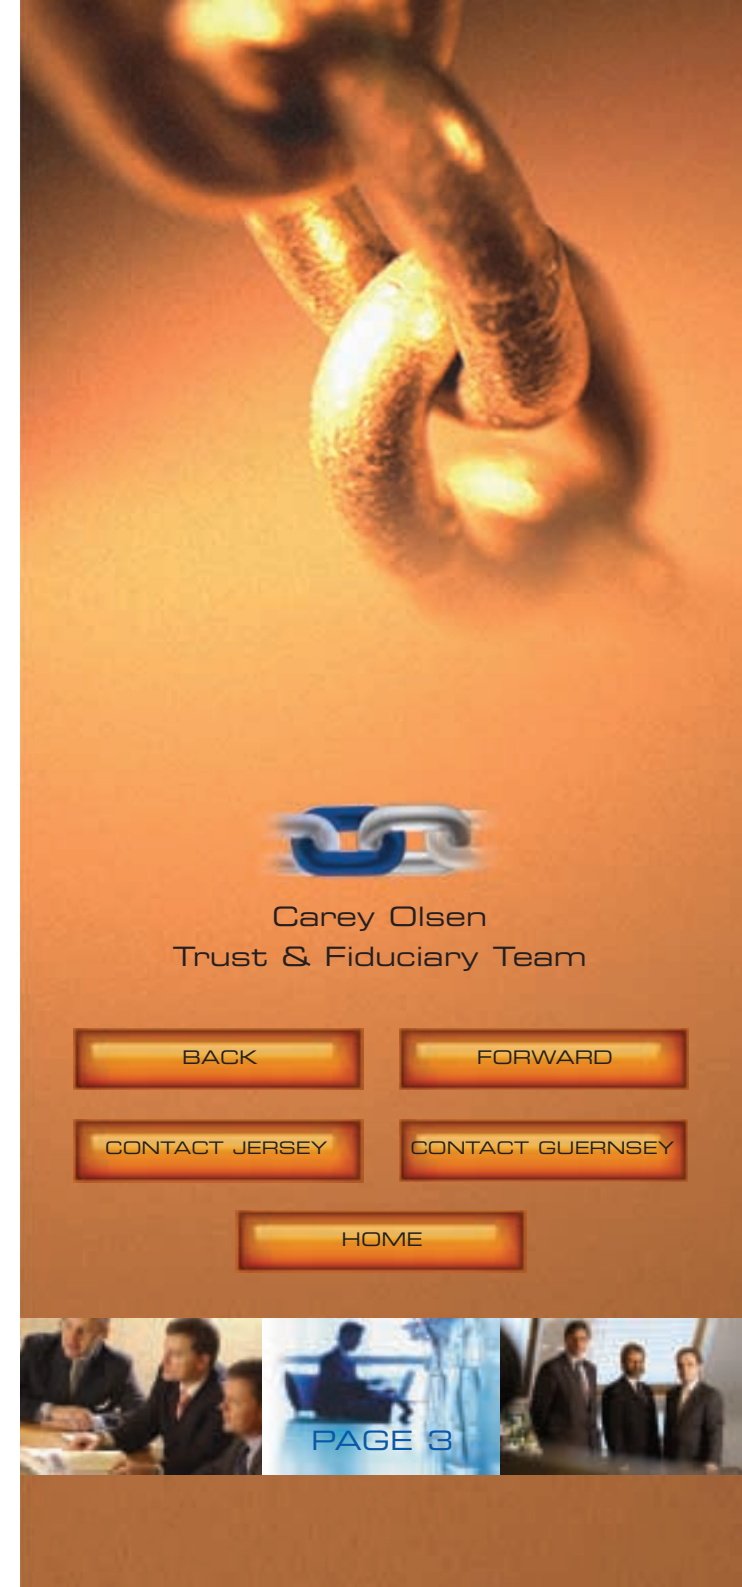 Carey Olsen
Trust & Fiduciary Team
BACK
FORWARD
CONTACT JERSEY
CONTACT GUERNSEY
HOME
PAGE 3